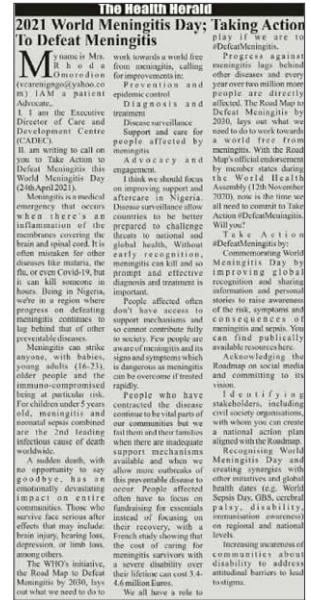 The Health Herald
2021 World Meningitis Day; Taking Action
To Defeat Meningitis
My name is Mrs.
Rhoda
Omoredion
(vcarenigngo@yahoo.co
m) IAM a patient
Advocate,.
I. I am the Executive
Director of Care and
Development Centre
(CADEC).
II. am writing to call on
you to Take Action to
Defeat Meningitis this
World Meningitis Day
(24th April 2021).
Meningitis is a medical
emergency that occurs
when there's an
inflammation of the
membranes covering the
brain and spinal cord. It is
often mistaken for other
diseases like malaria, the
flu, or even Covid-19, but
it can kill someone in
hours. Being in Nigeria,
we're in a region where
progress on defeating
meningitis continues to
lag behind that of other
preventable diseases.
Meningitis can strike
anyone, with babies,
young adults (16-23),
older people and the
immuno-compromised
being at particular risk.
For children under 5 years
old, meningitis and
neonatal sepsis combined
are the 2nd leading
infectious cause of death
worldwide.
A sudden death, with
no opportunity to say
goodbye, has an
emotionally devastating
impact on entire
communities. Those who
survive face serious after
effects that may include:
brain injury, hearing loss,
depression, or limb loss,
among others.
The WHO's initiative,
the Road Map to Defeat
Meningitis by 2030, lays
out what we need to do to
work towards a world free
from meningitis, calling
for improvements in:
Prevention and
epidemic control
Diagnosis and
treatment
Disease surveillance
Support and care for
people affected by
meningitis
Advocacy and
engagement.
I think we should focus
on improving support and
aftercare in Nigeria.
Disease surveillance allow
countries to be better
prepared to challenge
threats to national and
global health, Without
early recognition,
meningitis can kill and so
prompt and effective
diagnosis and treatment is
important.
People affected often
don't have access to
support mechanisms and
so cannot contribute fully
to society. Few people are
aware of meningitis and its
signs and symptoms which
is dangerous as meningitis
can be overcome if treated
rapidly.
People who have
contracted the disease
continue to be vital parts of
our communities but we
fail them and their families
when there are inadequate
support mechanisms
available and when we
allow more outbreaks of
this preventable disease to
occur. People affected
often have to focus on
fundraising for essentials
instead of focusing on
their recovery, with a
French study showing that
the cost of caring for
meningitis survivors with
a severe disability over
their lifetime can cost 3.4-
4.6million Euros.
We all have a role to
play if we are to
#DefeatMeningitis.
Progress against
meningitis lags behind
other diseases and every
year over two million more
people are directly
affected. The Road Map to
Defeat Meningitis by
2030, lays out what we
need to do to work towards
a world free from
meningitis. With the Road
Map's official endorsement
by member states during
the World Health
Assembly (12th November
2020), now is the time we
all need to commit to Take
Action #DefeatMeningitis.
Will you?
Take Action
#DefeatMeningitis by:
Commemorating World
Meningitis Day by
improving global
recognition and sharing
information and personal
stories to raise awareness
of the risk, symptoms and
consequences of
meningitis and sepsis. You
can find publically
available resources here.
Acknowledging the
Roadmap on social media
and committing to its
vision.
Identifying
stakeholders, including
civil society organisations,
with whom you can create
a national action plan
aligned with the Roadmap.
Recognising World
Meningitis Day and
creating synergies with
other initiatives and global
health dates (e.g. World
Sepsis Day, GBS, cerebral
palsy, disability,
immunisation awareness)
on regional and national
levels.
Increasing awareness of
communities about
disability to address
attitudinal barriers to lead
to stigma.